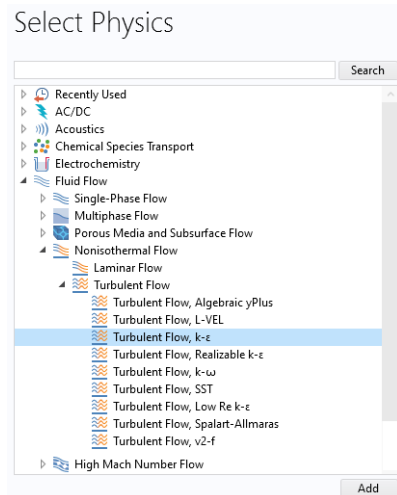 Select Physics
Search
Recently Used
AC/DC
Acoustics
Chemical Species Transport
Electrochemistry
Fluid Flow
Single-Phase Flow
Multiphase Flow
Porous Media and Subsurface Flow
Nonisothermal Flow
Laminar Flow
Turbulent Flow
Turbulent Flow, Algebraic yPlus
Turbulent Flow, L-VEL
Turbulent Flow, k-ε
Turbulent Flow, Realizable k-ε
Turbulent Flow, k-ω
Turbulent Flow, SST
Turbulent Flow, Low Re k-ε
Turbulent Flow, Spalart-Allmaras
Turbulent Flow, v2-f
High Mach Number Flow
Add